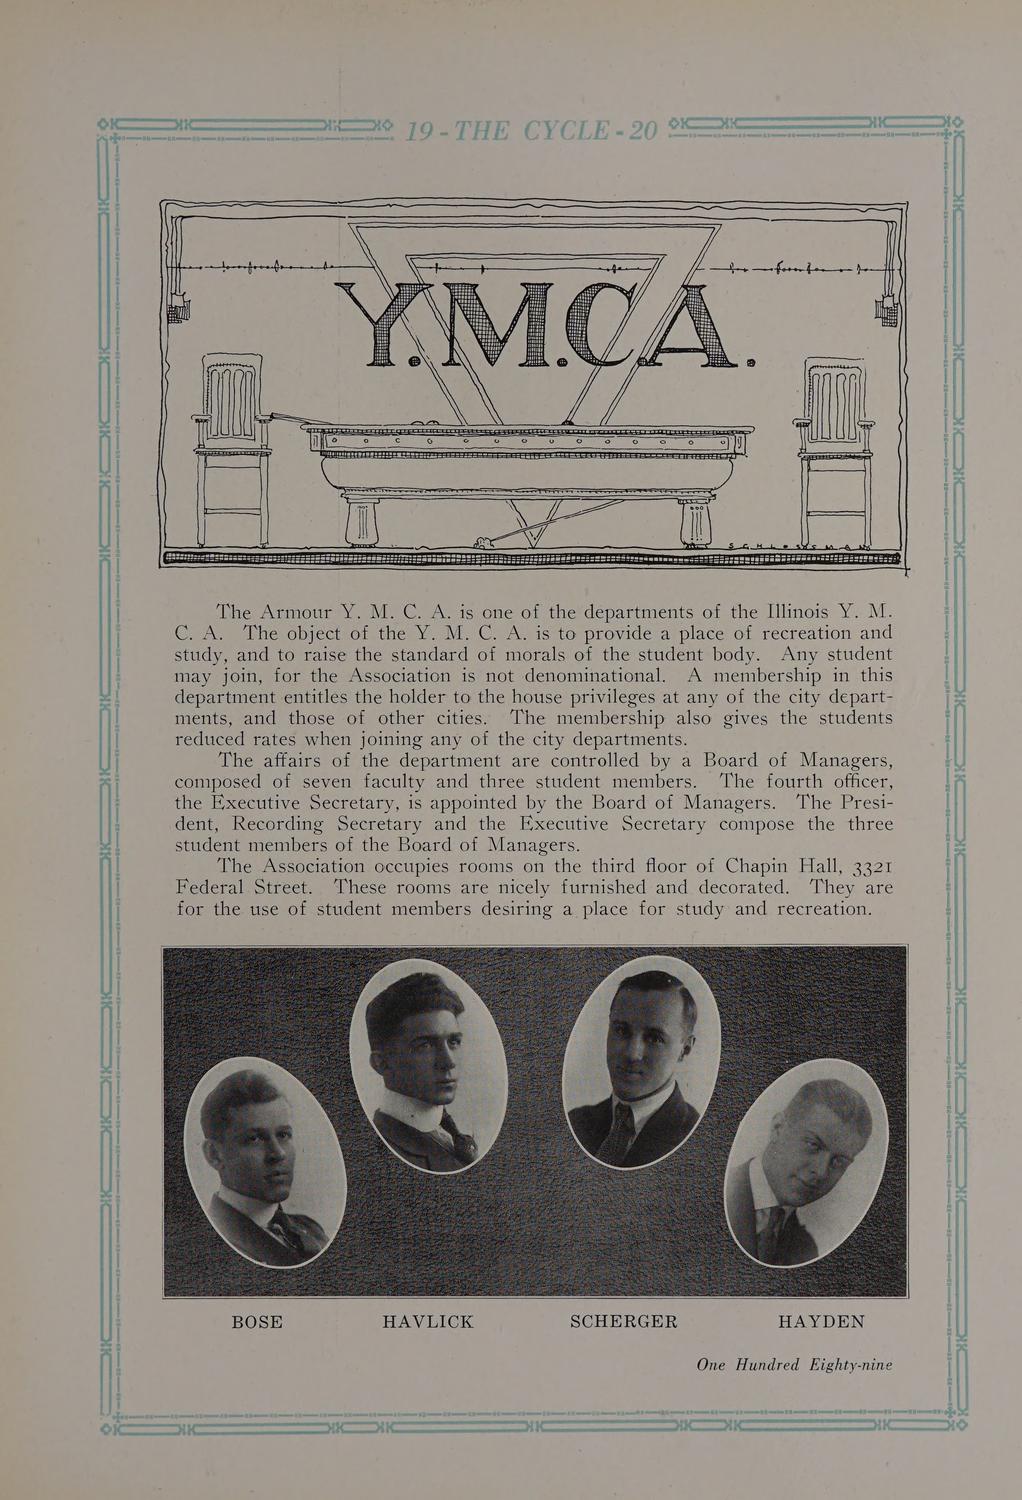 19 - THE CYCLE - 20
Y.M.C.A.
SCHLOSSMAN
The Armour Y. M. C. A. is one of the departments of the Illinois Y. M.
C. A. The object of the Y. M. C. A. is to provide a place of recreation and
study, and to raise the standard of morals of the student body. Any student
may join, for the Association is not denominational. A membership in this
department entitles the holder to the house privileges at any of the city depart-
ments, and those of other cities. The membership also gives the students
reduced rates when joining any of the city departments.
The affairs of the department are controlled by a Board of Managers,
composed of seven faculty and three student members. The fourth officer,
the Executive Secretary, is appointed by the Board of Managers. The Presi-
dent, Recording Secretary and the Executive Secretary compose the three
student members of the Board of Managers.
The Association occupies rooms on the third floor of Chapin Hall, 3321
Federal Street. These rooms are nicely furnished and decorated. They are
for the use of student members desiring a place for study and recreation.
BOSE HAVLICK SCHERGER HAYDEN
One Hundred Eighty-nine